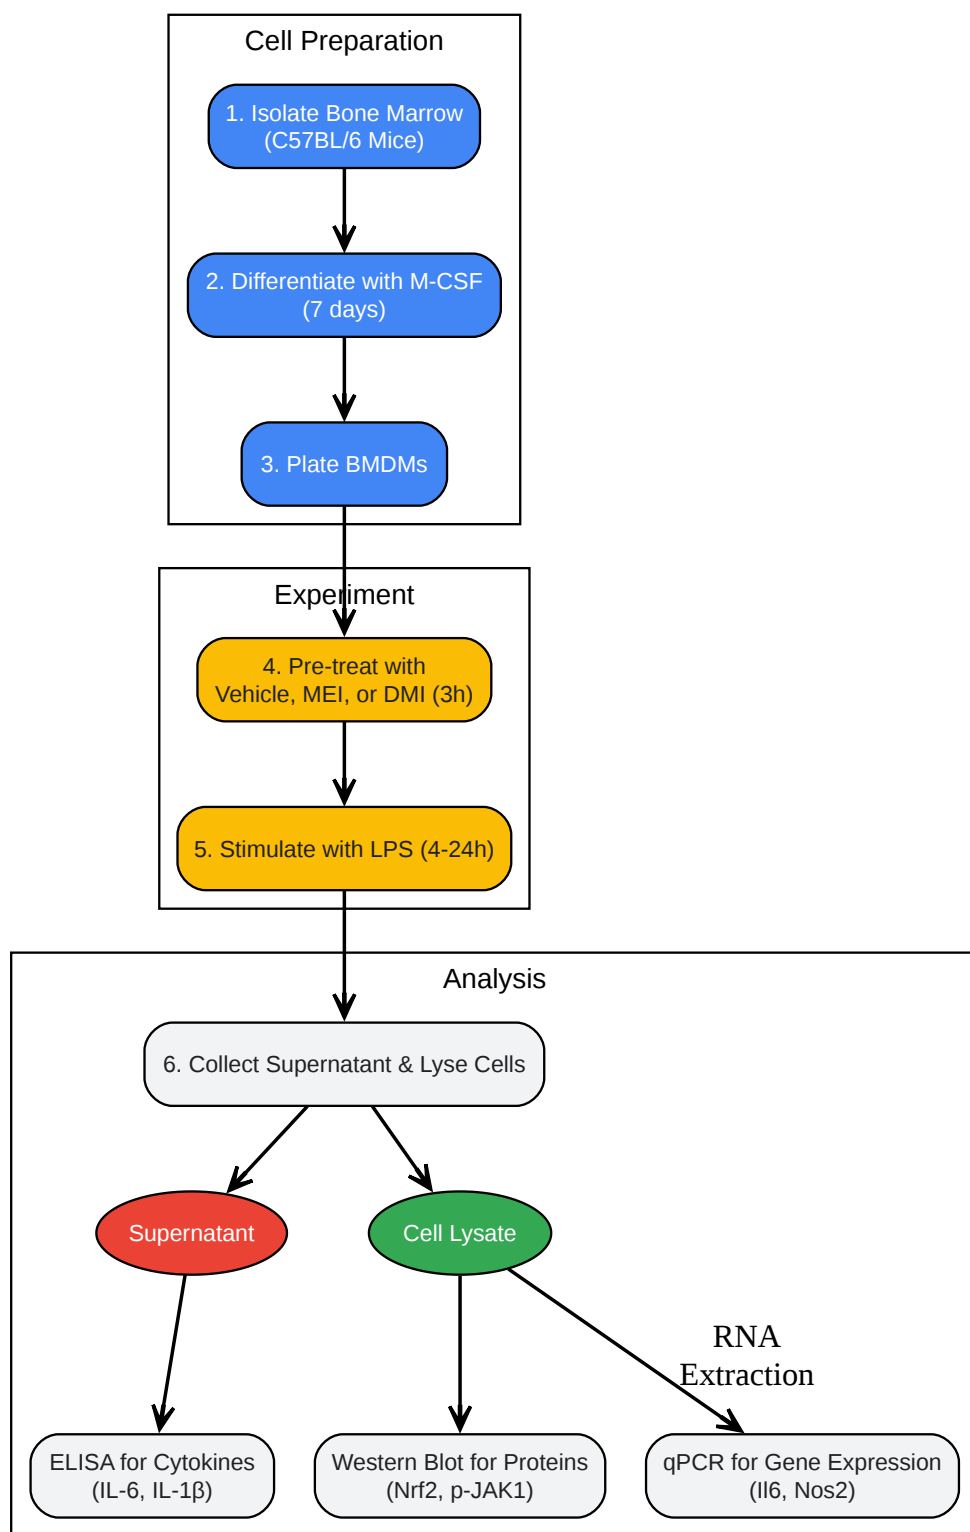 Cell Preparation
1. Isolate Bone Marrow
(C57BL/6 Mice)
2. Differentiate with M-CSF
(7 days)
3. Plate BMDMs
Experiment
4. Pre-treat with
Vehicle, MEI, or DMI (3h)
5. Stimulate with LPS (4-24h)
Analysis
6. Collect Supernatant & Lyse Cells
Supernatant
Cell Lysate
RNA
Extraction
ELISA for Cytokines
(IL-6, IL-1β)
Western Blot for Proteins
(Nrf2, p-JAK1)
qPCR for Gene Expression
(Il6, Nos2)